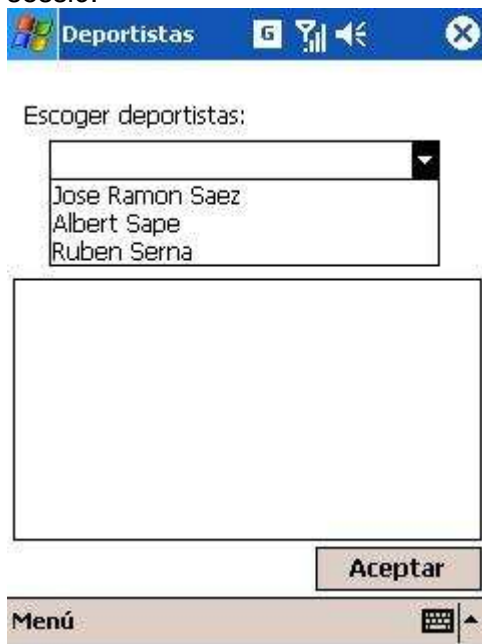 Deportistas G
Escoger deportistas:
Jose Ramon Saez
Albert Sape
Ruben Serna
Aceptar
Menú